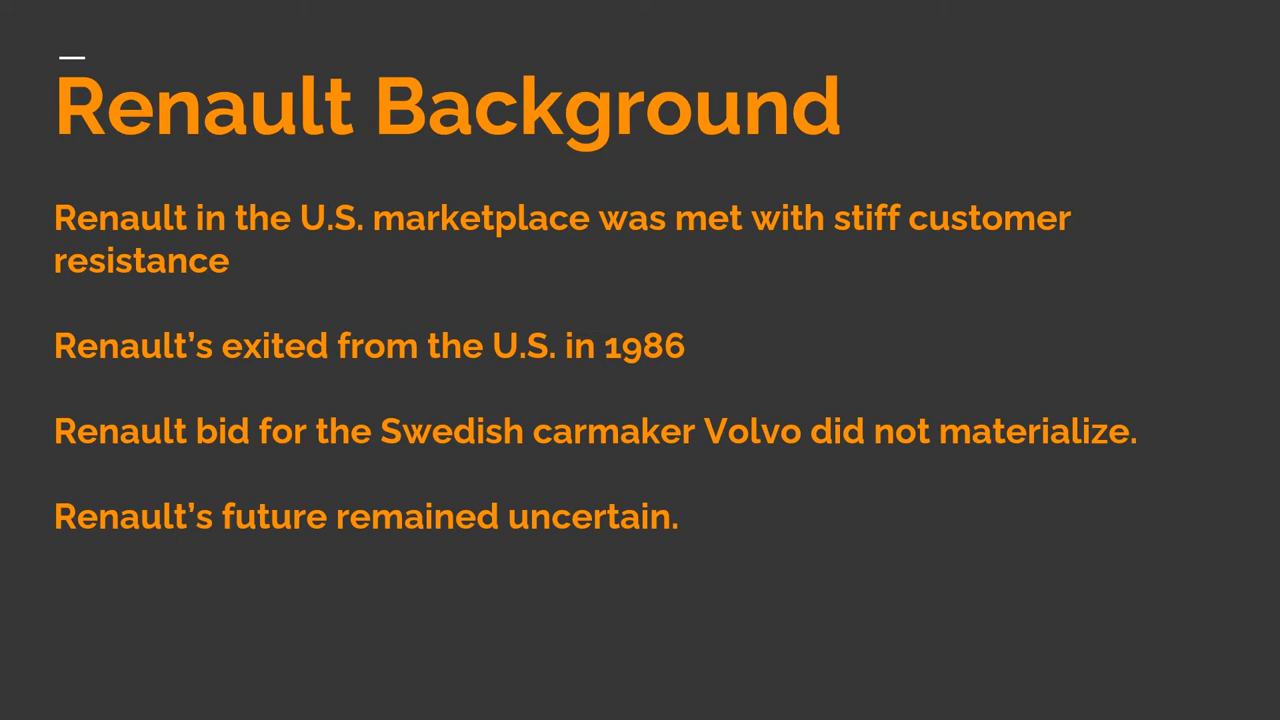 Renault Background
Renault in the U.S. marketplace was met with stiff customer
resistance
Renault’s exited from the U.S. in 1986
Renault bid for the Swedish carmaker Volvo did not materialize.
Renault’s future remained uncertain.